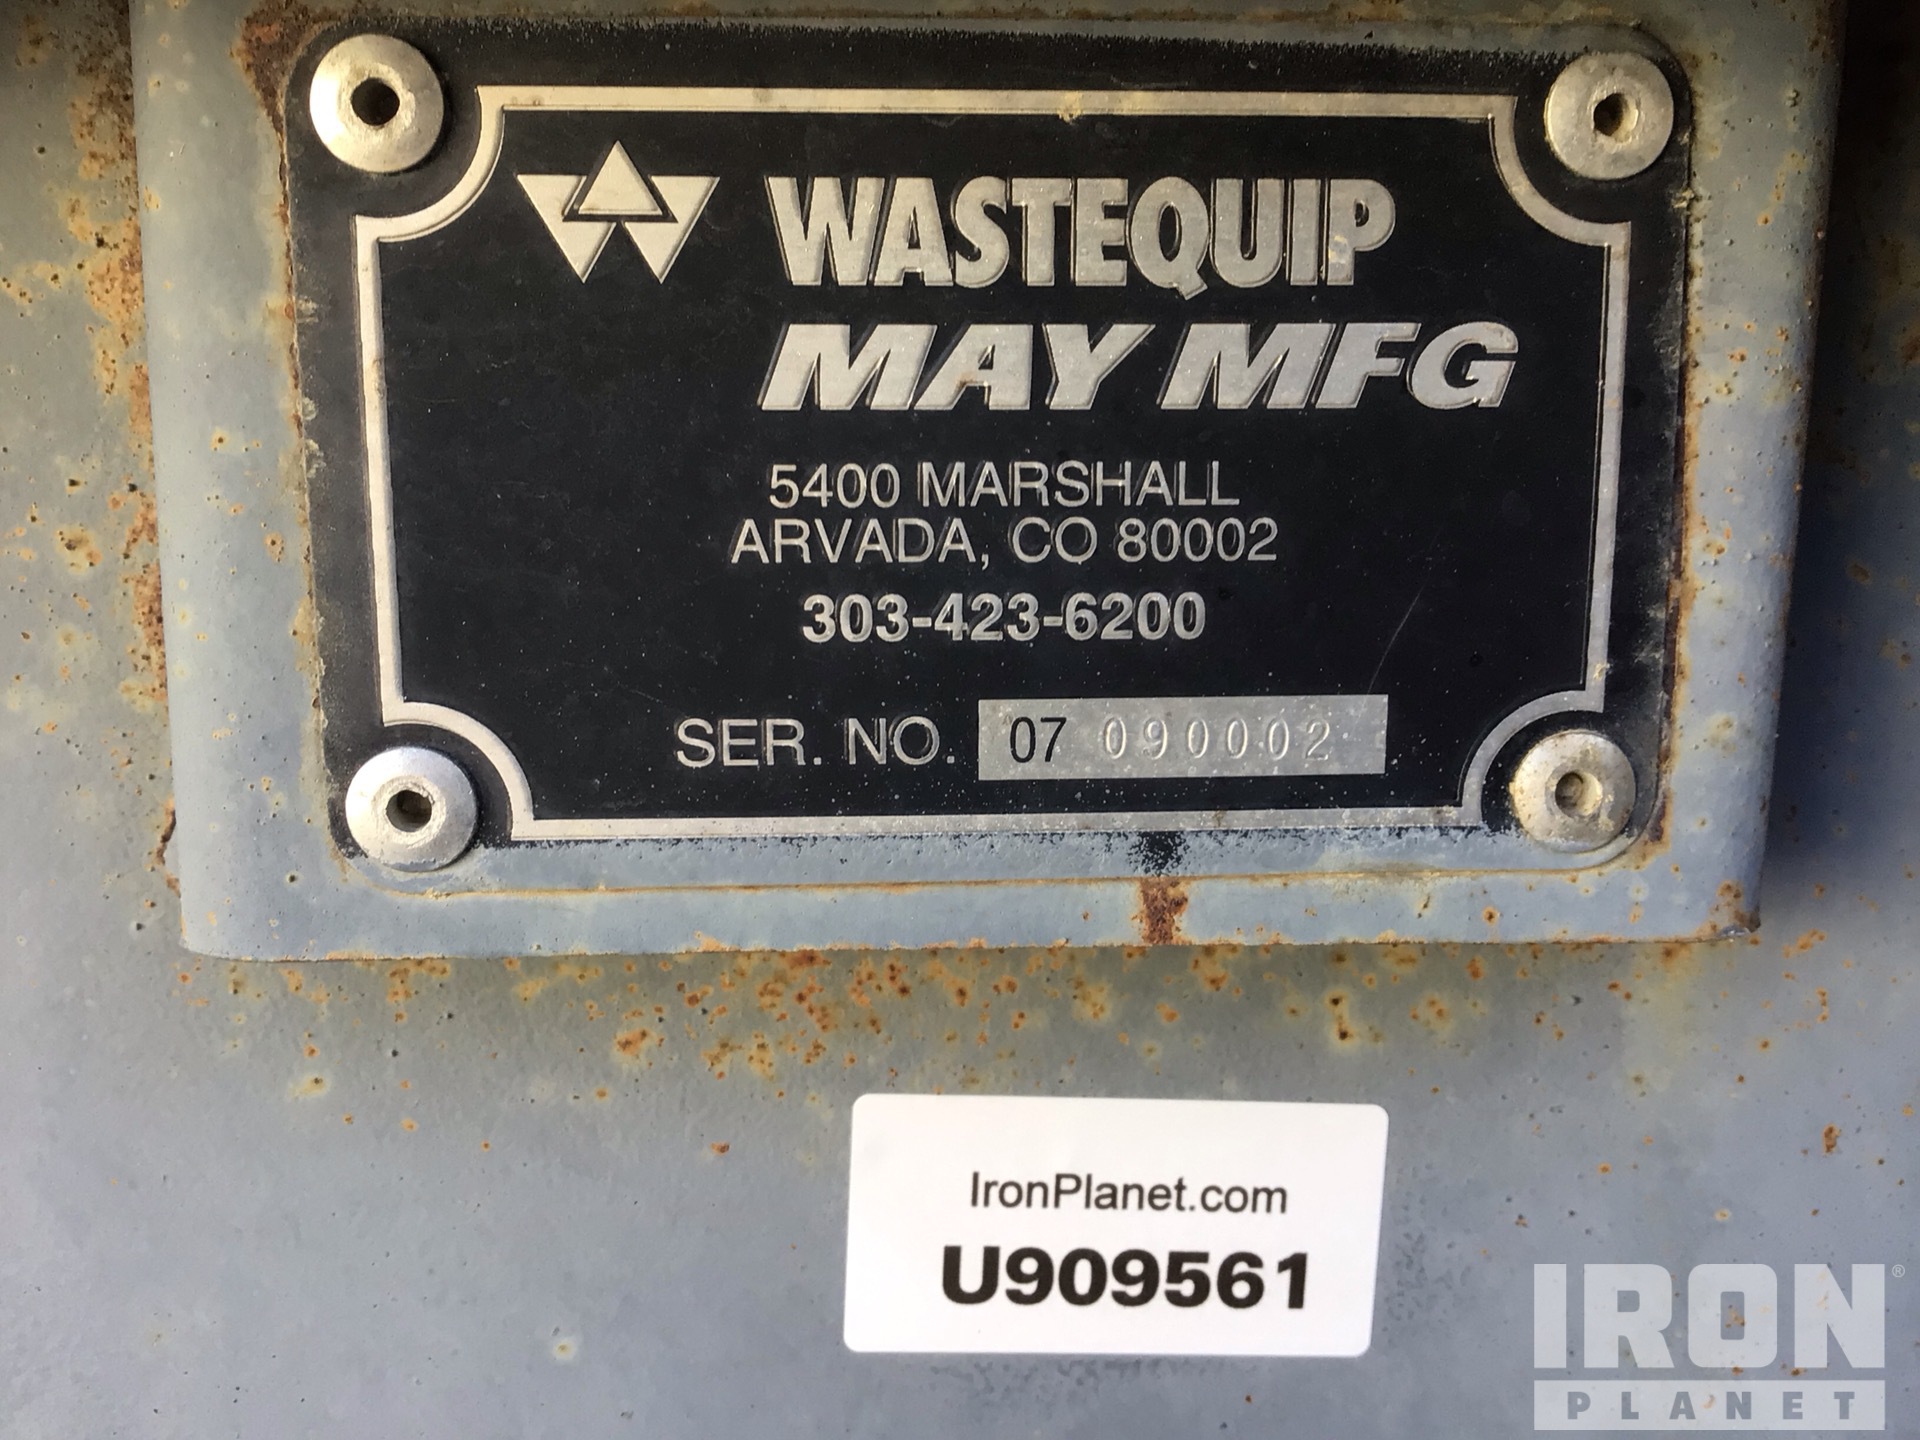 WASTEQUIP
MAY MFG
5400 MARSHALL
ARVADA, CO 80002
303-423-6200
SER. NO. 07 090002
IronPlanet.com
U909561
IRON®
PLANET